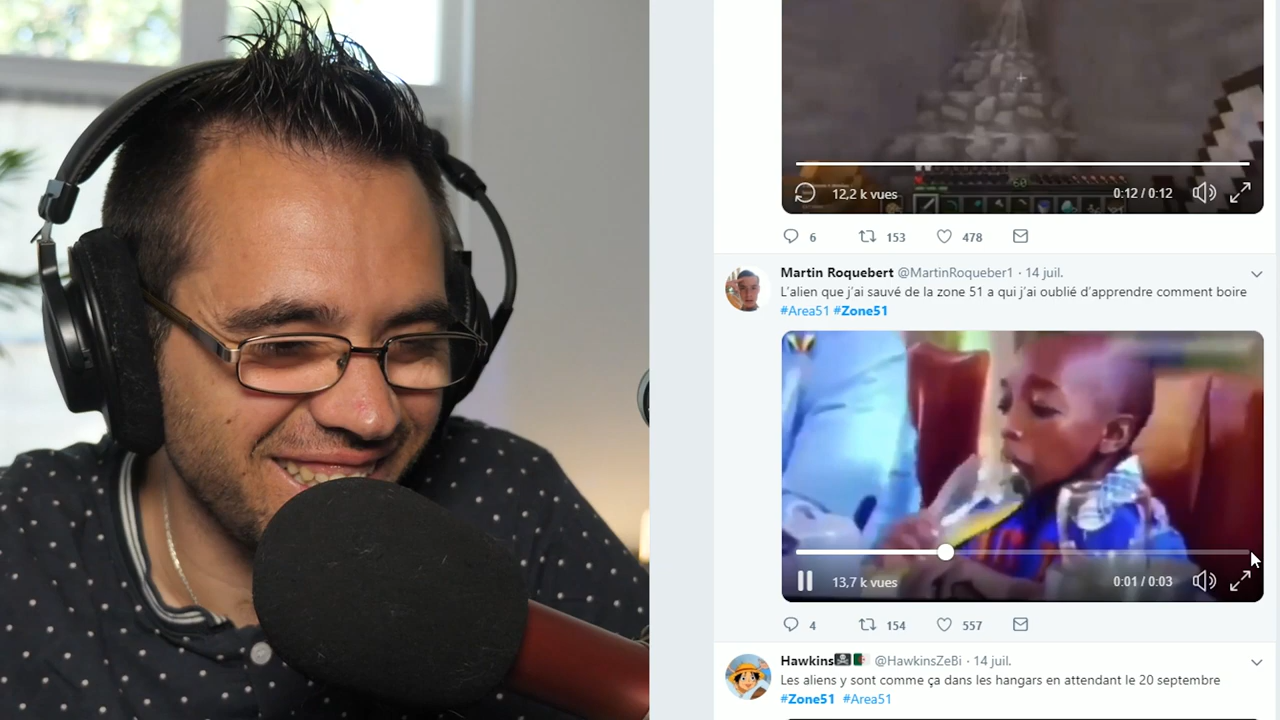 12,2 k vues
0:12 / 0:12
6
153
478
Martin Roquebert @MartinRoqueber1 · 14 juil.
L'alien que j'ai sauvé de la zone 51 a qui j'ai oublié d'apprendre comment boire
#Area51 #Zone51
13,7 k vues
0:01 / 0:03
4
154
557
Hawkins @HawkinsZeBi · 14 juil.
Les aliens y sont comme ça dans les hangars en attendant le 20 septembre
#Zone51 #Area51